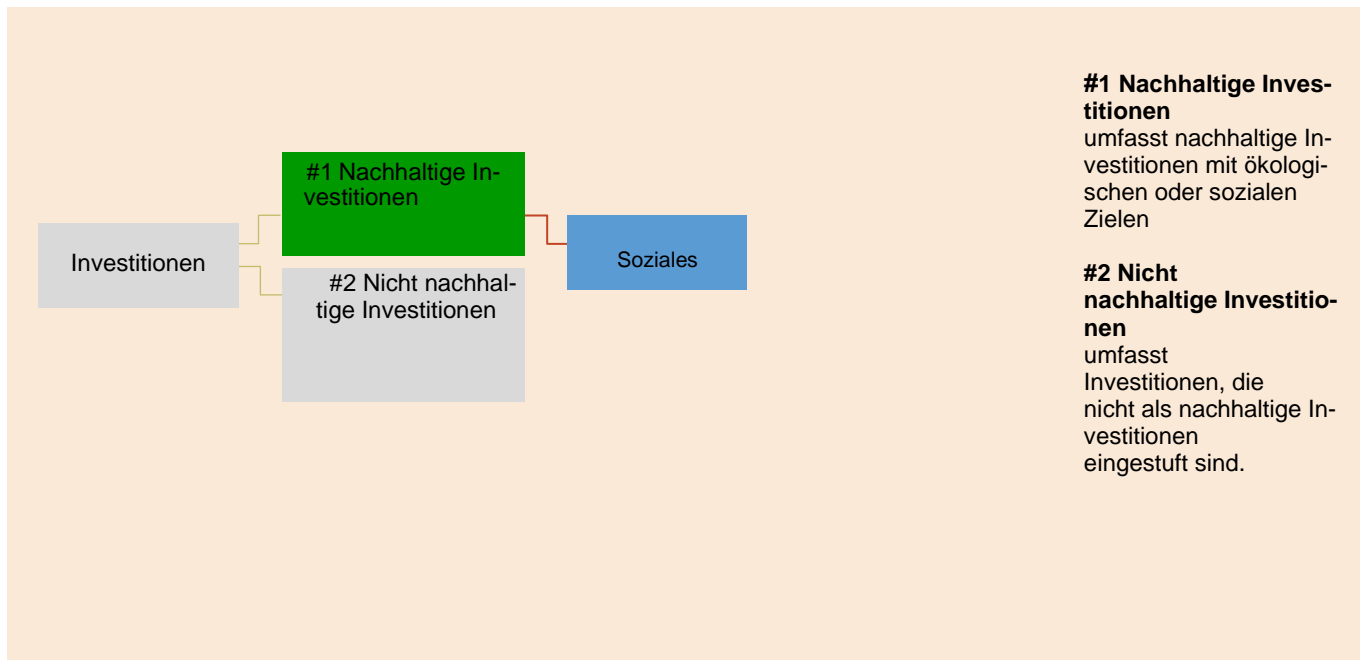 Investitionen
#1 Nachhaltige In-
vestitionen
#2 Nicht nachhal-
tige Investitionen
Soziales
#1 Nachhaltige Inves-
titionen
umfasst nachhaltige In-
vestitionen mit ökologi-
schen oder sozialen
Zielen
#2 Nicht
nachhaltige Investitio-
nen
umfasst
Investitionen, die
nicht als nachhaltige In-
vestitionen
eingestuft sind.